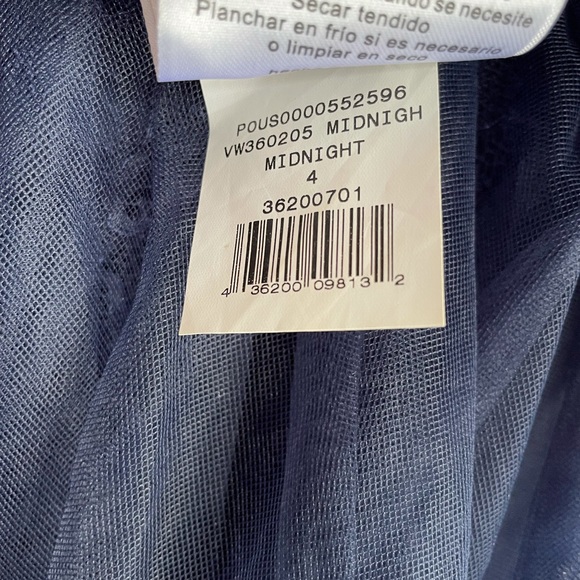 Secar tendido
Planchar en frío si es necesario
o limpiar en seco
POUS0000552596
VW360205 MIDNIGH
MIDNIGHT
4
36200701
4 36200 09813 2